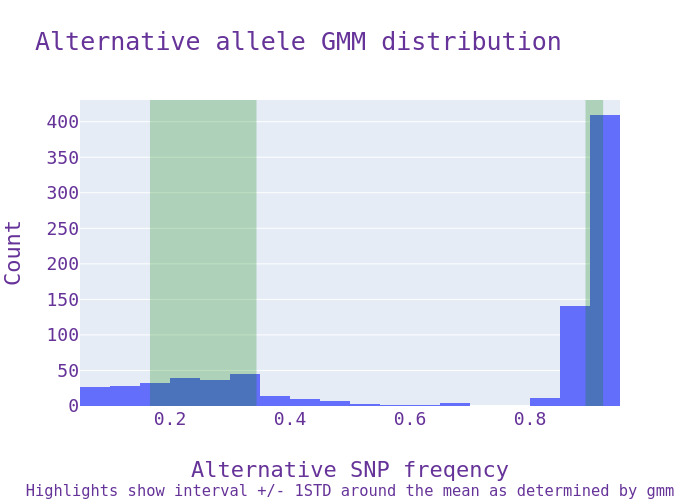 Alternative allele GMM distribution
400
350
300
250
200
150
100
50
0
Count
0.2 0.4 0.6 0.8
Alternative SNP freqency
Highlights show interval +/- 1STD around the mean as determined by gmm